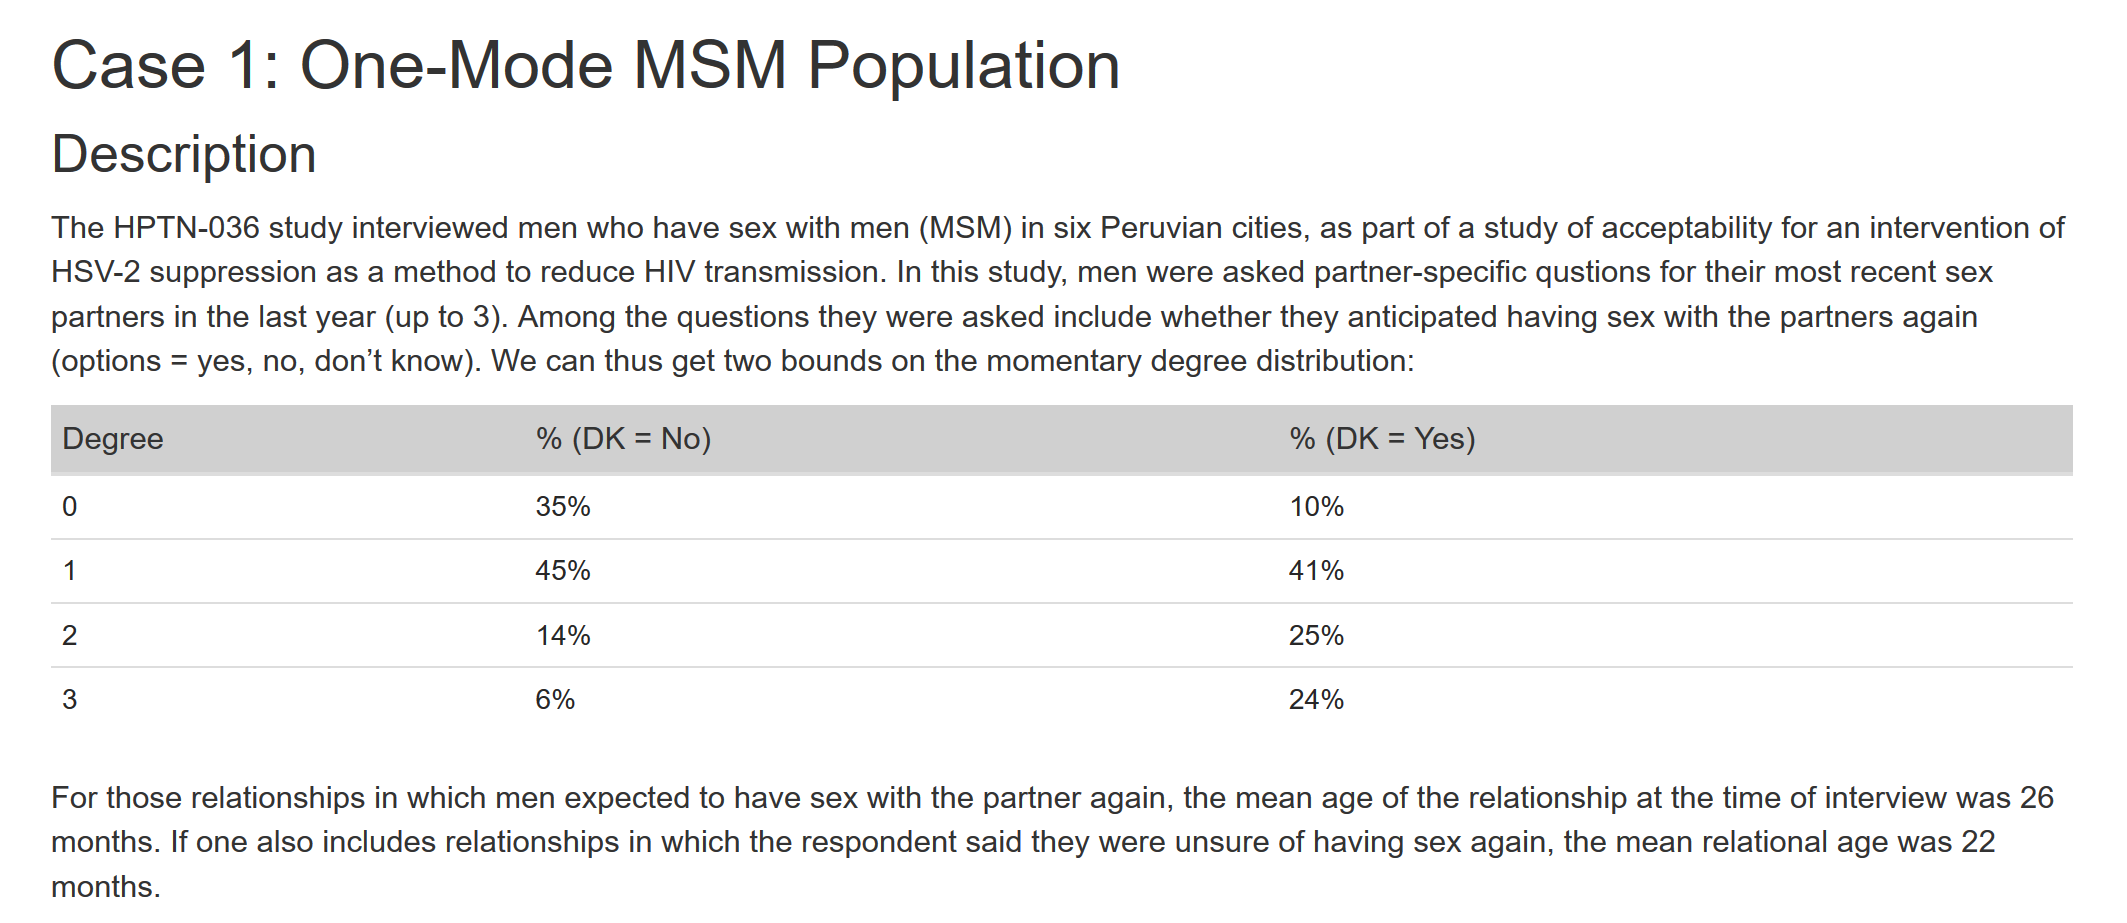 Case 1: One-Mode MSM Population
Description
The HPTN-036 study interviewed men who have sex with men (MSM) in six Peruvian cities, as part of a study of acceptability for an intervention of
HSV-2 suppression as a method to reduce HIV transmission. In this study, men were asked partner-specific qustions for their most recent sex
partners in the last year (up to 3). Among the questions they were asked include whether they anticipated having sex with the partners again
(options = yes, no, don’t know). We can thus get two bounds on the momentary degree distribution:
Degree % (DK = No) % (DK = Yes)
0 35% 10%
1 45% 41%
2 14% 25%
3 6% 24%
For those relationships in which men expected to have sex with the partner again, the mean age of the relationship at the time of interview was 26
months. If one also includes relationships in which the respondent said they were unsure of having sex again, the mean relational age was 22
months.